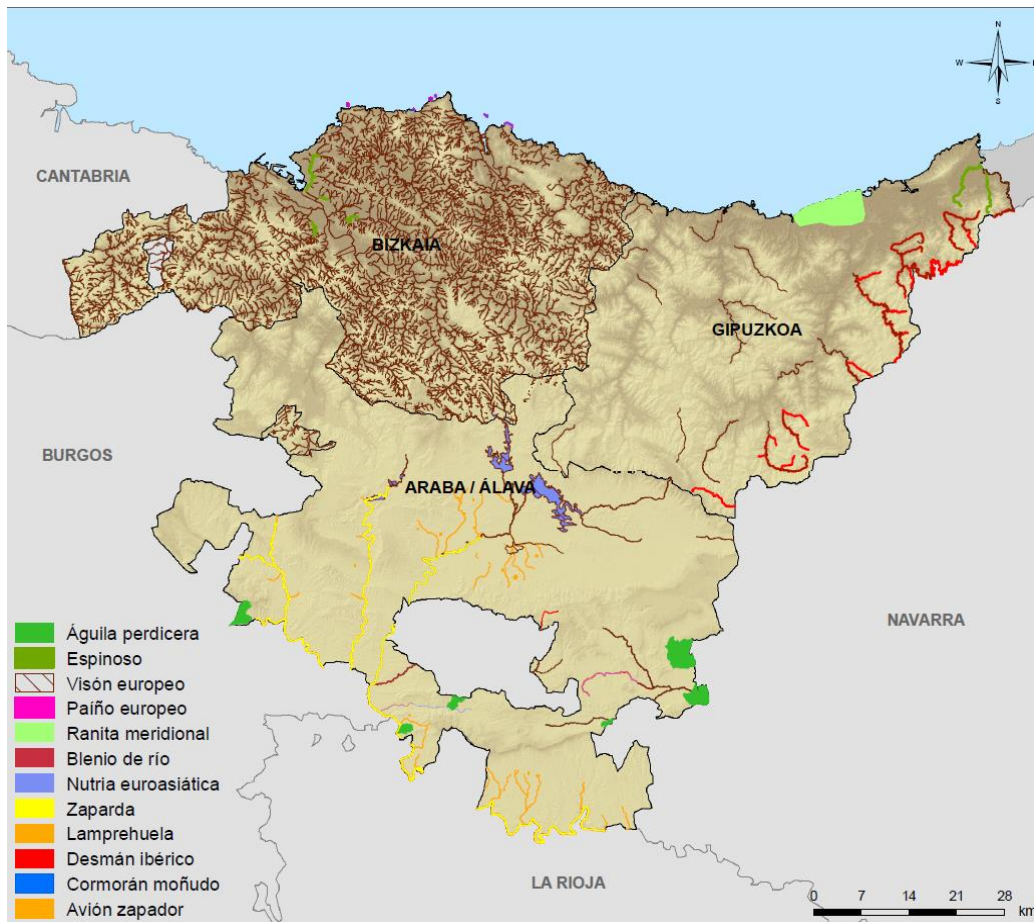 N
W
S
CANTABRIA
BIZKAIA
GIPUZKOA
BURGOS
ARABA / ÁLAVA
NAVARRA
Águila perdicera
Espinoso
Visón europeo
Paíño europeo
Ranita meridional
Blenio de río
Nutria euroasiática
Zaparda
Lamprehuela
Desmán ibérico
Cormorán moñudo
Avión zapador
LA RIOJA
0 7 14 21 28
km